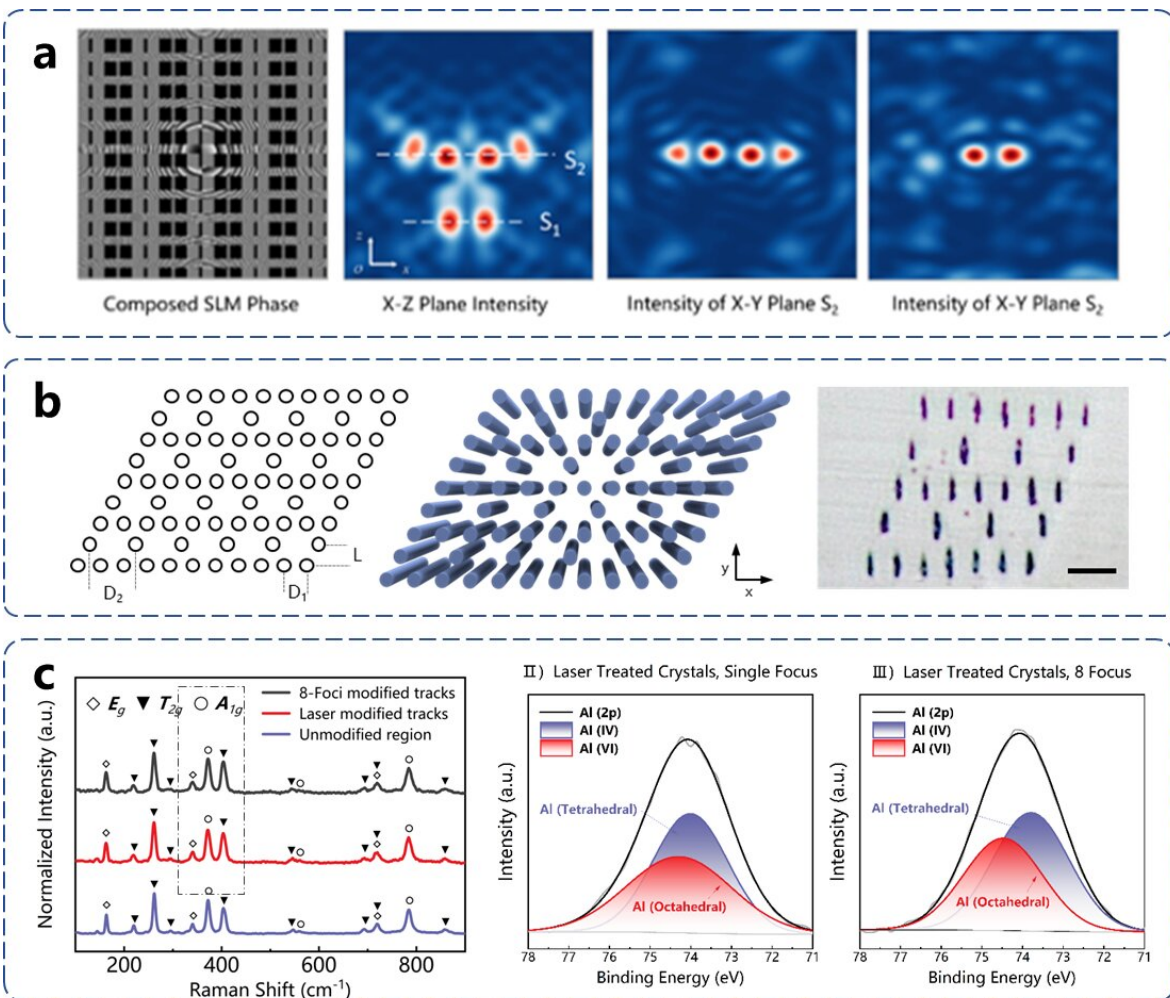 a
S₂
S₁
z
O
x
Composed SLM Phase
X-Z Plane Intensity
Intensity of X-Y Plane S₂
Intensity of X-Y Plane S₂
b
L
D₂
D₁
y
x
c
◇ E_g ▼ T_2g ○ A_1g
8-Foci modified tracks
Laser modified tracks
Unmodified region
Normalized Intensity (a.u.)
200 400 600 800
Raman Shift (cm⁻¹)
Ⅱ) Laser Treated Crystals, Single Focus
Al (2p)
Al (IV)
Al (VI)
Al (Tetrahedral)
Al (Octahedral)
Intensity (a.u.)
78 77 76 75 74 73 72 71
Binding Energy (eV)
Ⅲ) Laser Treated Crystals, 8 Focus
Al (2p)
Al (IV)
Al (VI)
Al (Tetrahedral)
Al (Octahedral)
Intensity (a.u.)
78 77 76 75 74 73 72 71
Binding Energy (eV)